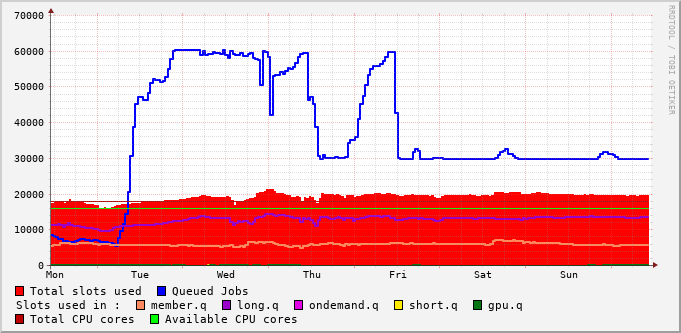 70000
60000
50000
40000
30000
20000
10000
0
Mon Tue Wed Thu Fri Sat Sun
RRDTOOL / TOBI OETIKER
Total slots used Queued Jobs
Slots used in : member.q long.q ondemand.q short.q gpu.q
Total CPU cores Available CPU cores